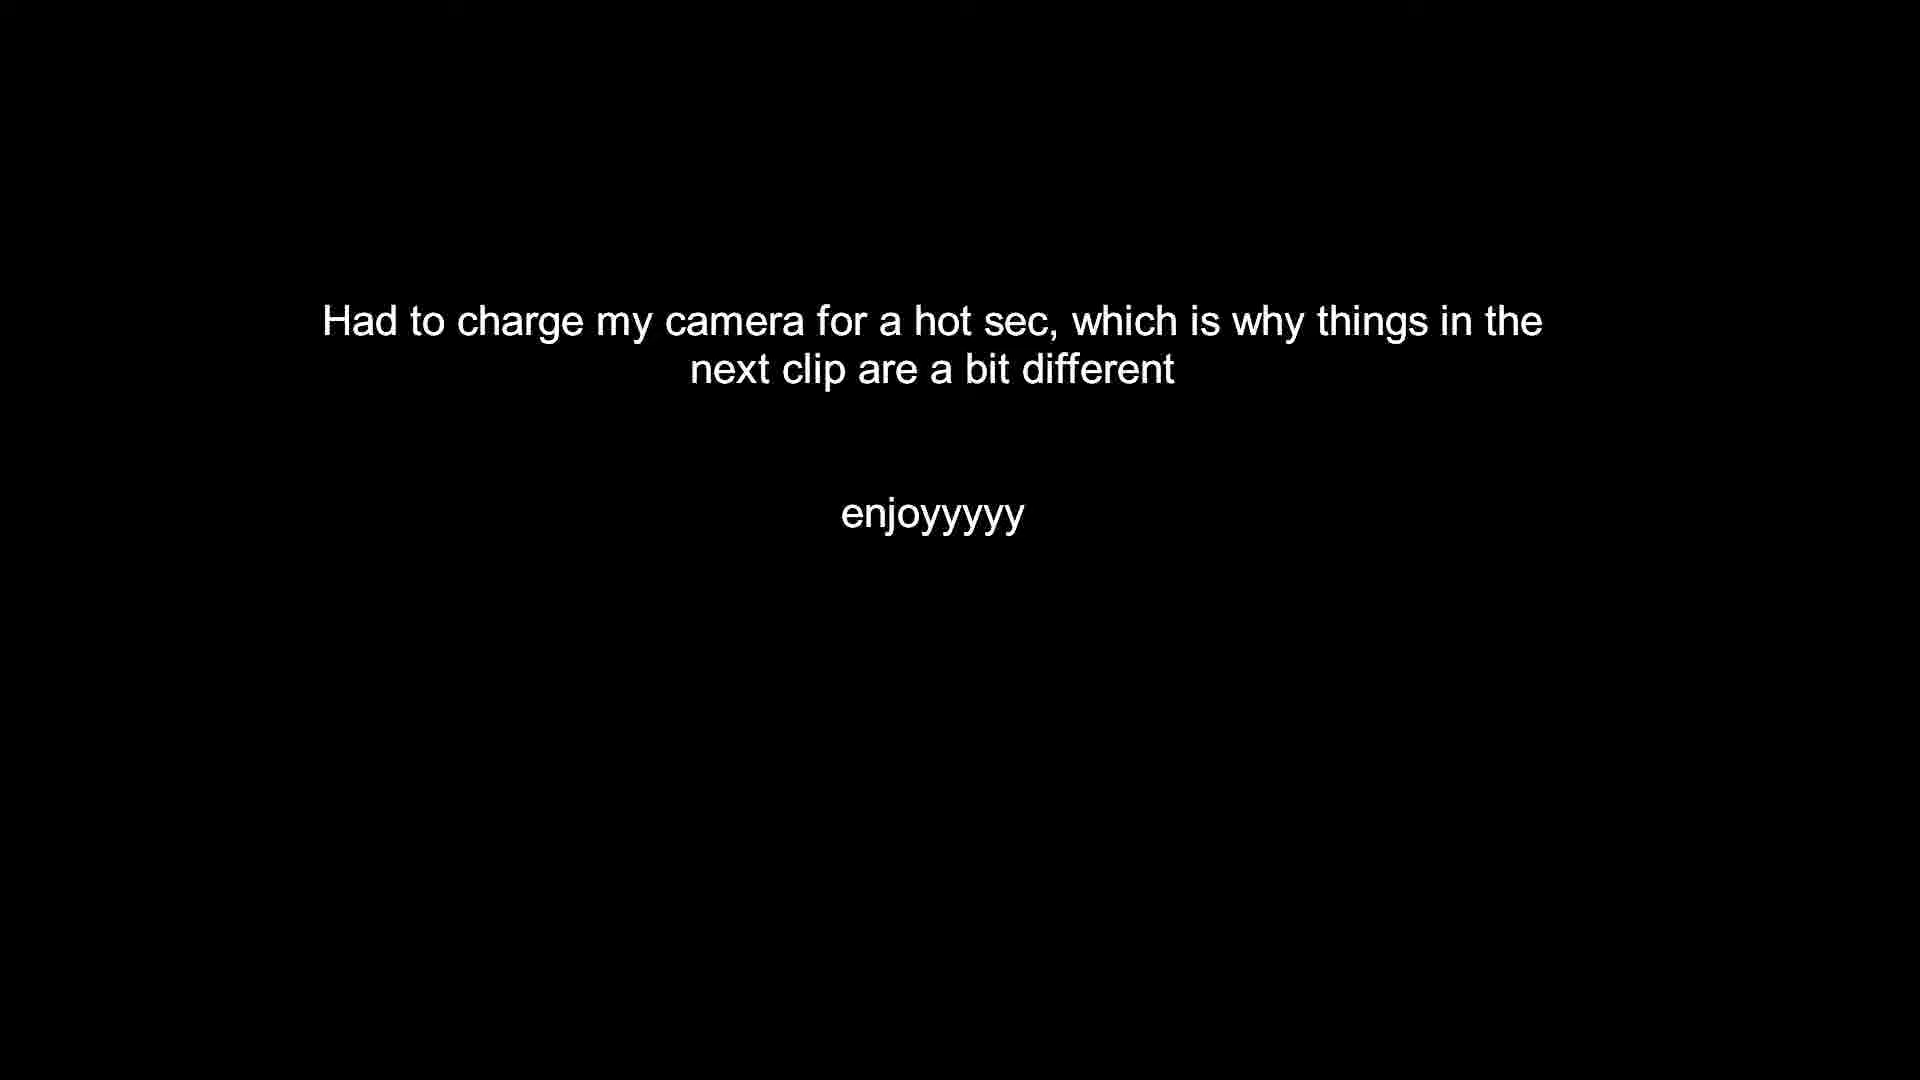 Had to charge my camera for a hot sec, which is why things in the
next clip are a bit different
enjoyyyyy